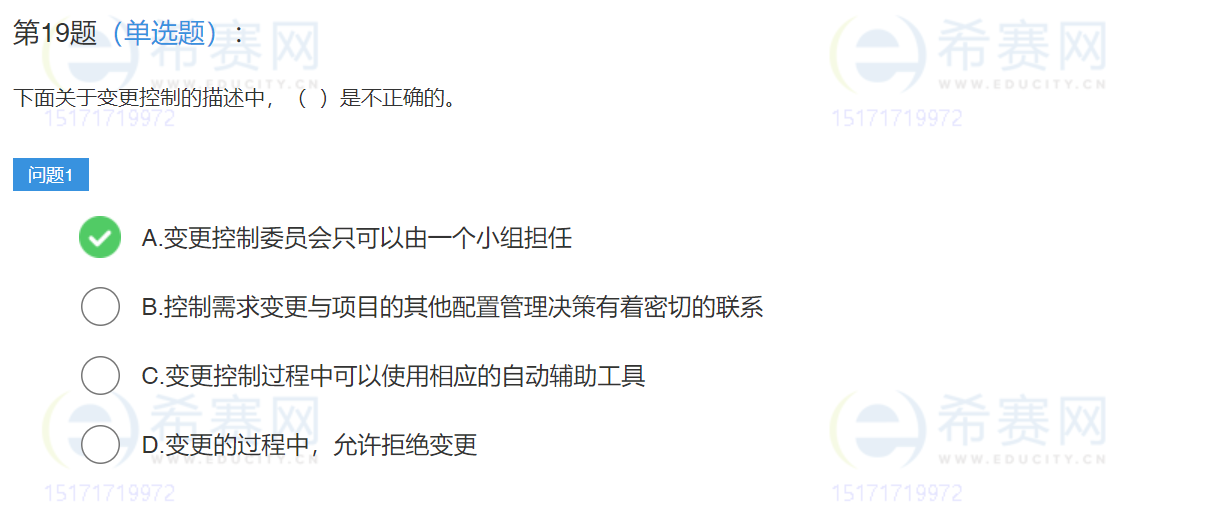 第19题（单选题）：
希赛网
WWW.EDUCITY.CN
15171719972
希赛网
WWW.EDUCITY.CN
15171719972
下面关于变更控制的描述中，（ ）是不正确的。
问题1
A.变更控制委员会只可以由一个小组担任
B.控制需求变更与项目的其他配置管理决策有着密切的联系
C.变更控制过程中可以使用相应的自动辅助工具
D.变更的过程中，允许拒绝变更
希赛网
WWW.EDUCITY.CN
15171719972
希赛网
WWW.EDUCITY.CN
15171719972